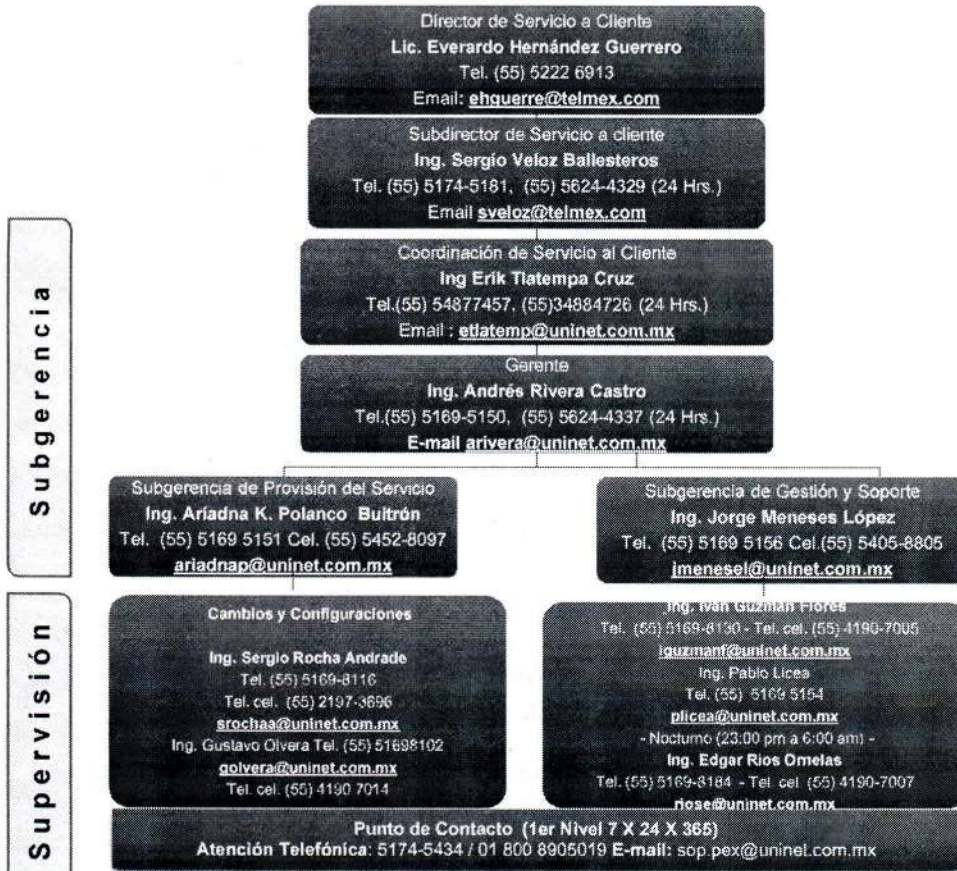 Director de Servicio a Cliente
Lic. Everardo Hernández Guerrero
Tel. (55) 5222 6913
Email: ehguerre@telmex.com
Subdirector de Servicio a cliente
Ing. Sergio Veloz Ballesteros
Tel. (55) 5174-5181, (55) 5624-4329 (24 Hrs.)
Email sveloz@telmex.com
Coordinación de Servicio al Cliente
Ing Erik Tlatempa Cruz
Tel.(55) 54877457, (55)34884726 (24 Hrs.)
Email : etlatemp@uninet.com.mx
Gerente
Ing. Andrés Rivera Castro
Tel.(55) 5169-5150, (55) 5624-4337 (24 Hrs.)
E-mail arivera@uninet.com.mx
Subgerencia
Subgerencia de Provisión del Servicio
Ing. Ariadna K. Polanco Buitrón
Tel. (55) 5169 5151 Cel. (55) 5452-8097
ariadnap@uninet.com.mx
Subgerencia de Gestión y Soporte
Ing. Jorge Meneses López
Tel. (55) 5169 5156 Cel.(55) 5405-8805
jmenesel@uninet.com.mx
Supervisión
Cambios y Configuraciones
Ing. Sergio Rocha Andrade
Tel. (55) 5169-8116
Tel. cel. (55) 2197-3696
srochaa@uninet.com.mx
Ing. Gustavo Olvera Tel. (55) 51698102
golvera@uninet.com.mx
Tel. cel. (55) 4190 7014
Ing. Iván Guzmán Flores
Tel. (55) 5169-8130 - Tel. cel. (55) 4190-7005
iguzmanf@uninet.com.mx
Ing. Pablo Licea
Tel. (55) 5169 5154
plicea@uninet.com.mx
- Nocturno (23:00 pm a 6:00 am) -
Ing. Edgar Rios Ornelas
Tel. (55) 5169-8184 - Tel. cel (55) 4190-7007
riose@uninet.com.mx
Punto de Contacto (1er Nivel 7 X 24 X 365)
Atención Telefónica: 5174-5434 / 01 800 8905019 E-mail: sop.pex@uninet.com.mx